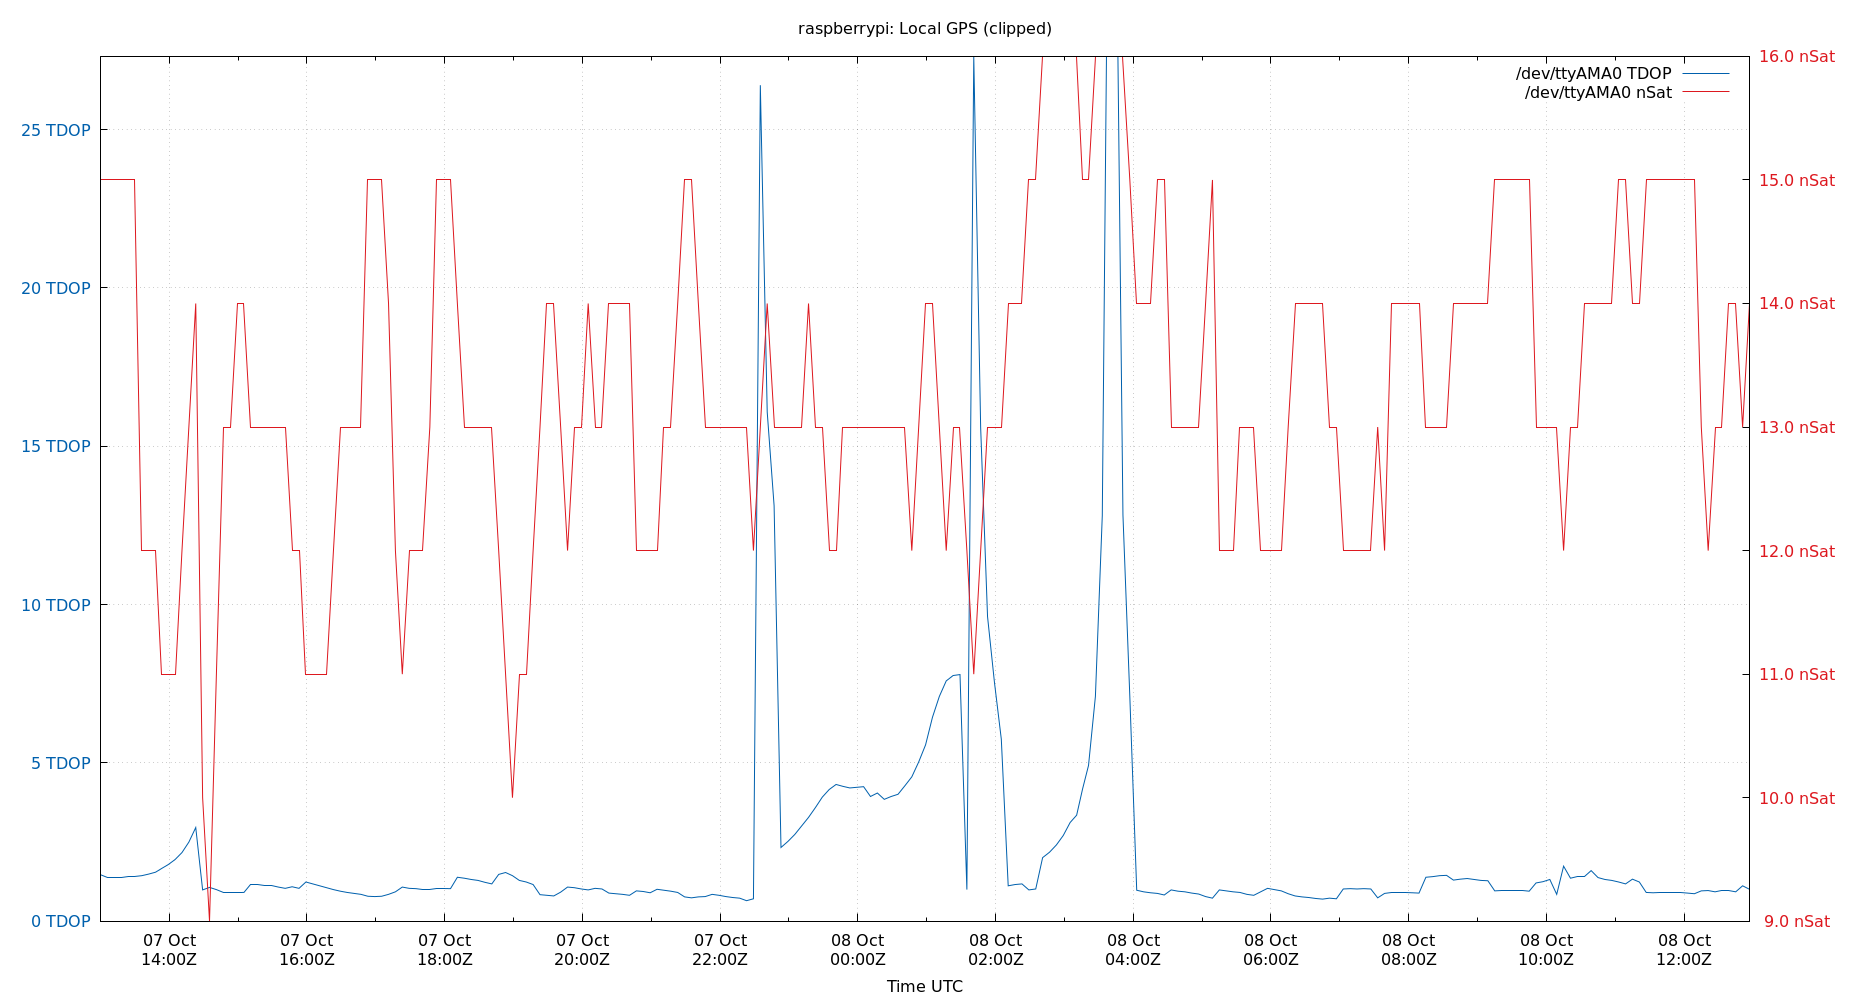 raspberrypi: Local GPS (clipped)
/dev/ttyAMA0 TDOP
/dev/ttyAMA0 nSat
25 TDOP
20 TDOP
15 TDOP
10 TDOP
5 TDOP
0 TDOP
16.0 nSat
15.0 nSat
14.0 nSat
13.0 nSat
12.0 nSat
11.0 nSat
10.0 nSat
9.0 nSat
07 Oct 07 Oct 07 Oct 07 Oct 07 Oct 08 Oct 08 Oct 08 Oct 08 Oct 08 Oct 08 Oct 08 Oct
14:00Z 16:00Z 18:00Z 20:00Z 22:00Z 00:00Z 02:00Z 04:00Z 06:00Z 08:00Z 10:00Z 12:00Z
Time UTC